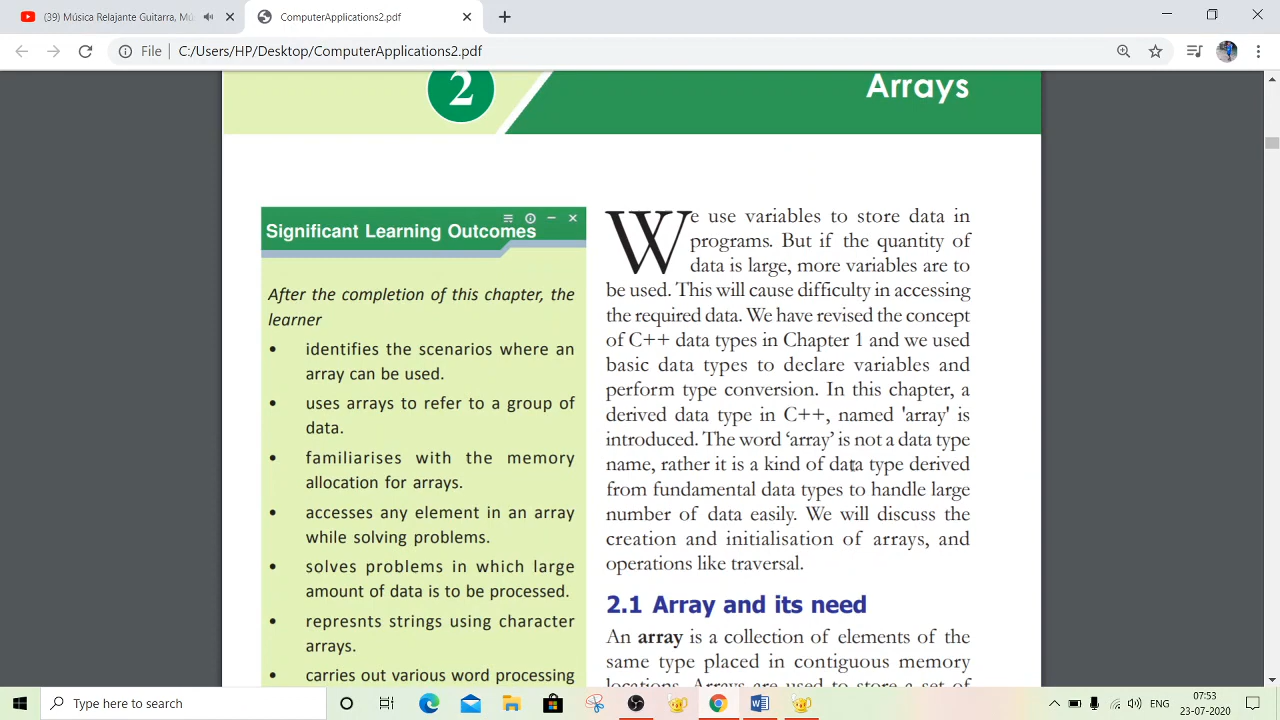 (39) Música Relajante Guitarra, Mú
ComputerApplications2.pdf
File
C:/Users/HP/Desktop/ComputerApplications2.pdf
2
Arrays
Significant Learning Outcomes
After the completion of this chapter, the
learner
• identifies the scenarios where an
array can be used.
• uses arrays to refer to a group of
data.
• familiarises with the memory
allocation for arrays.
• accesses any element in an array
while solving problems.
• solves problems in which large
amount of data is to be processed.
• represnts strings using character
arrays.
• carries out various word processing
We use variables to store data in
programs. But if the quantity of
data is large, more variables are to
be used. This will cause difficulty in accessing
the required data. We have revised the concept
of C++ data types in Chapter 1 and we used
basic data types to declare variables and
perform type conversion. In this chapter, a
derived data type in C++, named 'array' is
introduced. The word ‘array’ is not a data type
name, rather it is a kind of data type derived
from fundamental data types to handle large
number of data easily. We will discuss the
creation and initialisation of arrays, and
operations like traversal.
2.1 Array and its need
An array is a collection of elements of the
same type placed in contiguous memory
locations. Arrays are used to store a set of
Type here to search
ENG
07:53
23-07-2020